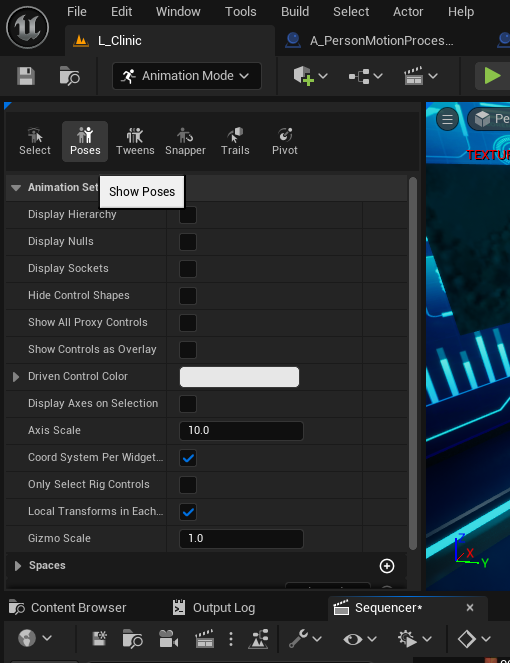 File Edit Window Tools Build Select Actor Help
L_Clinic A_PersonMotionProces...
Animation Mode
Pe
Select Poses Tweens Snapper Trails Pivot
TEXTUR
Animation Set
Show Poses
Display Hierarchy
Display Nulls
Display Sockets
Hide Control Shapes
Show All Proxy Controls
Show Controls as Overlay
Driven Control Color
Display Axes on Selection
Axis Scale 10.0
Coord System Per Widget...
Only Select Rig Controls
Local Transforms in Each...
Gizmo Scale 1.0
Spaces
Z
X
Y
Content Browser Output Log Sequencer*